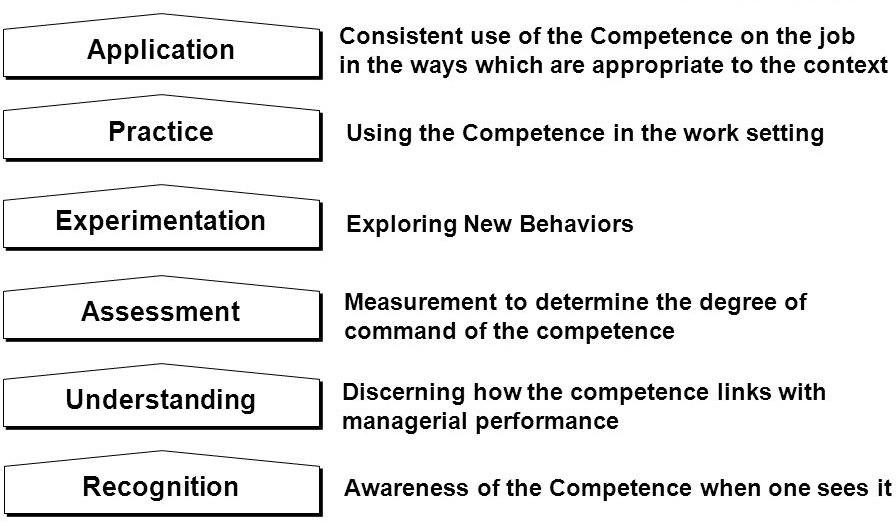 Application
Consistent use of the Competence on the job
in the ways which are appropriate to the context
Practice
Using the Competence in the work setting
Experimentation
Exploring New Behaviors
Assessment
Measurement to determine the degree of
command of the competence
Understanding
Discerning how the competence links with
managerial performance
Recognition
Awareness of the Competence when one sees it